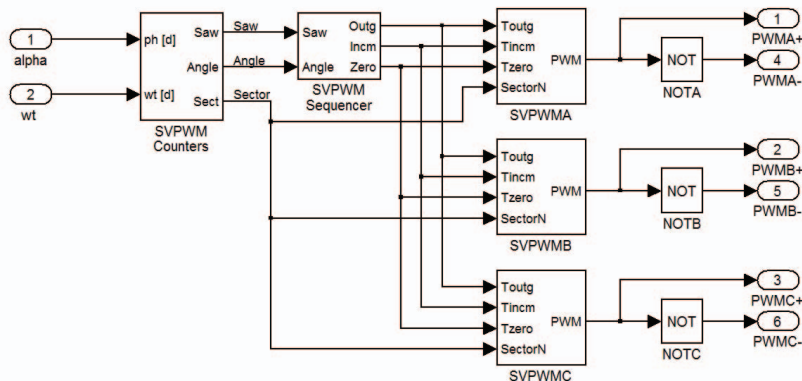 1
alpha
2
wt
ph [d]
wt [d]
Saw
Angle
Sect
SVPWM
Counters
Saw
Angle
Sector
Saw
Angle
Outg
Incm
Zero
SVPWM
Sequencer
Toutg
Tincm
Tzero
SectorN
PWM
SVPWMA
NOT
NOTA
1
PWMA+
4
PWMA-
Toutg
Tincm
Tzero
SectorN
PWM
SVPWMB
NOT
NOTB
2
PWMB+
5
PWMB-
Toutg
Tincm
Tzero
SectorN
PWM
SVPWMC
NOT
NOTC
3
PWMC+
6
PWMC-